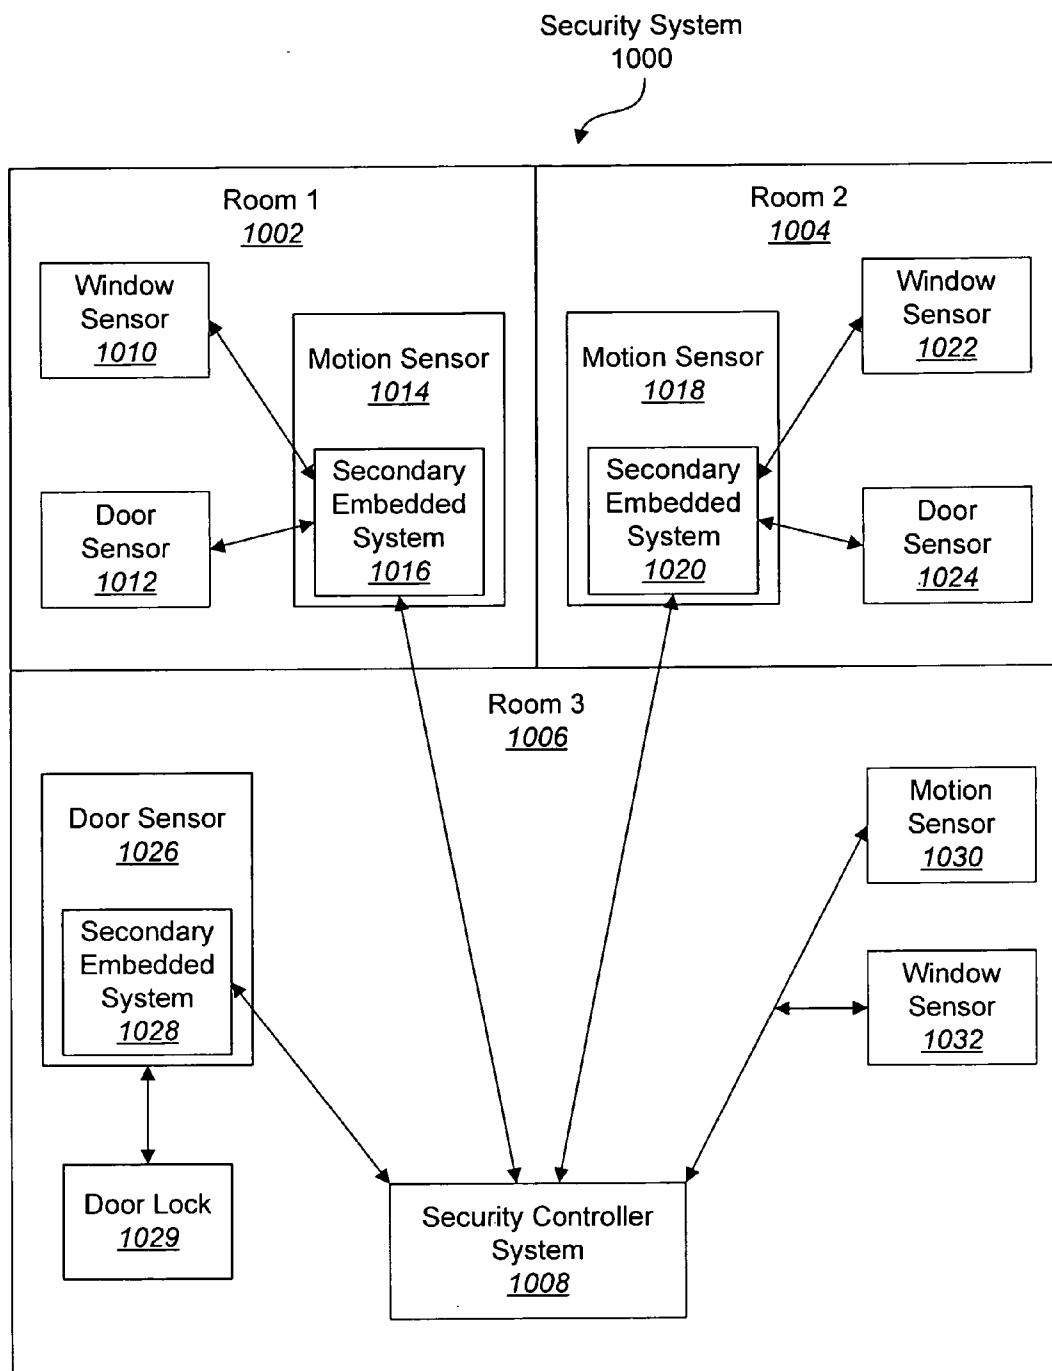 Security System
1000
Room 1
1002
Room 2
1004
Window
Sensor
1010
Motion Sensor
1014
Secondary
Embedded
System
1016
Door
Sensor
1012
Motion Sensor
1018
Secondary
Embedded
System
1020
Window
Sensor
1022
Door
Sensor
1024
Room 3
1006
Door Sensor
1026
Secondary
Embedded
System
1028
Door Lock
1029
Security Controller
System
1008
Motion
Sensor
1030
Window
Sensor
1032